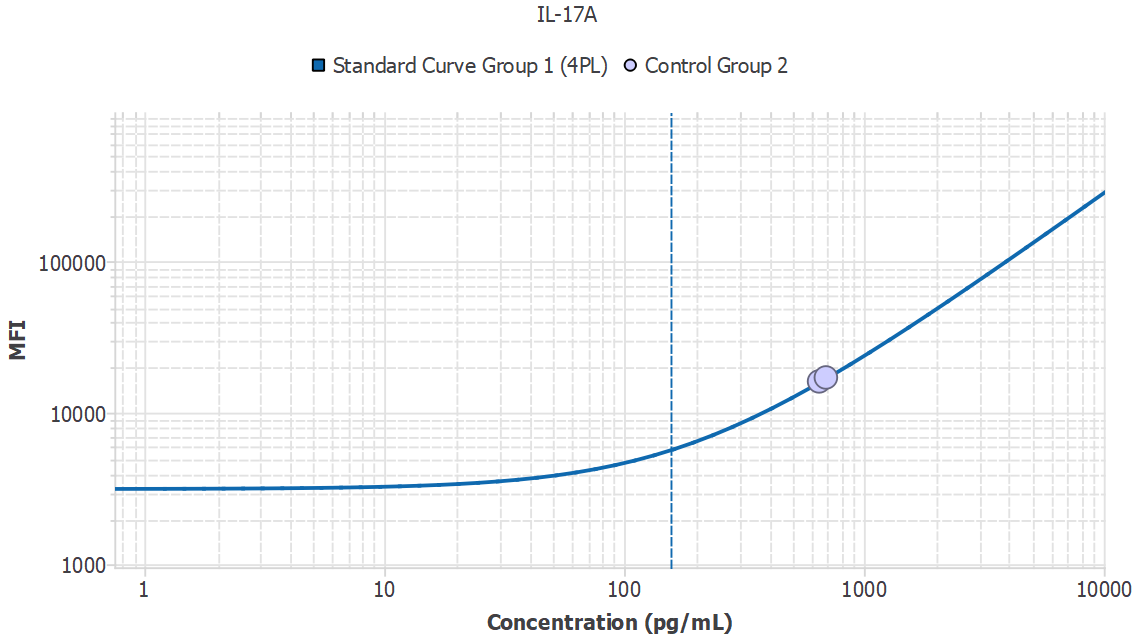 IL-17A
Standard Curve Group 1 (4PL) Control Group 2
100000
10000
1000
MFI
1 10 100 1000 10000
Concentration (pg/mL)